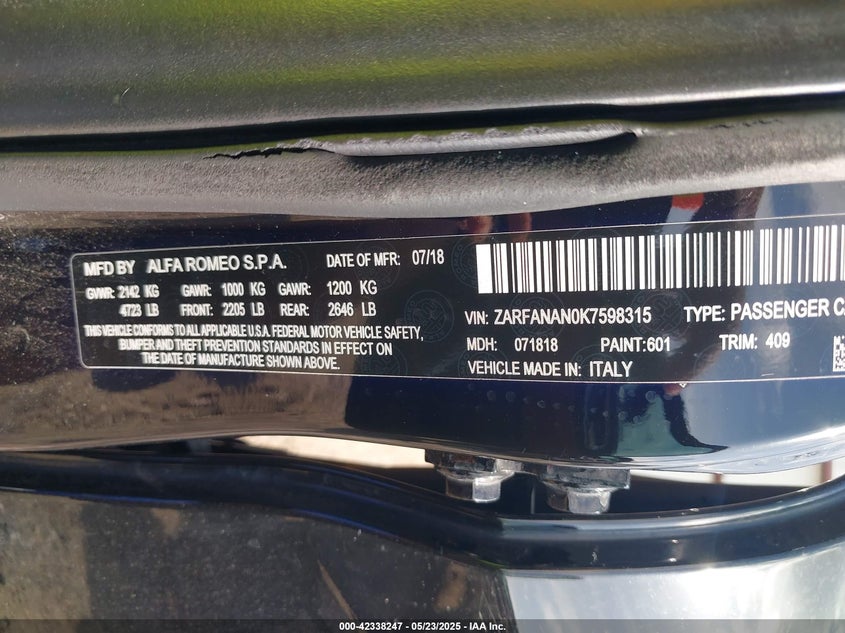 MFD BY ALFA ROMEO S.P.A. DATE OF MFR: 07/18
GVWR: 2142 KG GAWR: 1000 KG GAWR: 1200 KG
4723 LB FRONT: 2205 LB REAR: 2646 LB
THIS VEHICLE CONFORMS TO ALL APPLICABLE U.S.A. FEDERAL MOTOR VEHICLE SAFETY,
BUMPER AND THEFT PREVENTION STANDARDS IN EFFECT ON
THE DATE OF MANUFACTURE SHOWN ABOVE.
VIN: ZARFANAN0K7598315 TYPE: PASSENGER C
MDH: 071818 PAINT:601 TRIM: 409
VEHICLE MADE IN: ITALY
000-42338247 - 05/23/2025 - IAA Inc.